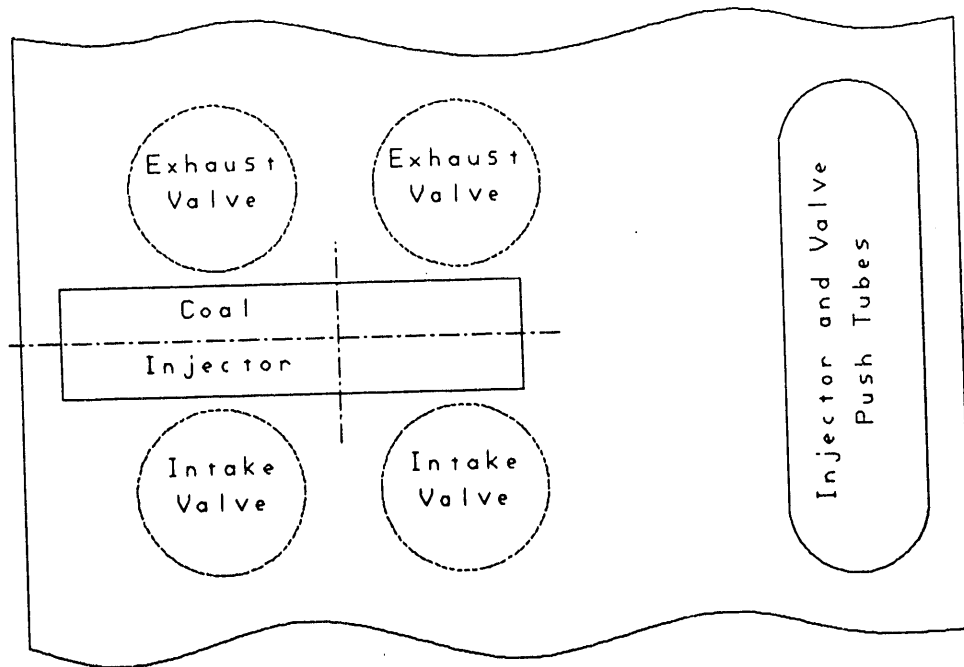 Exhaust
Valve
Exhaust
Valve
Coal
Injector
Intake
Valve
Intake
Valve
Injector and Valve
Push Tubes